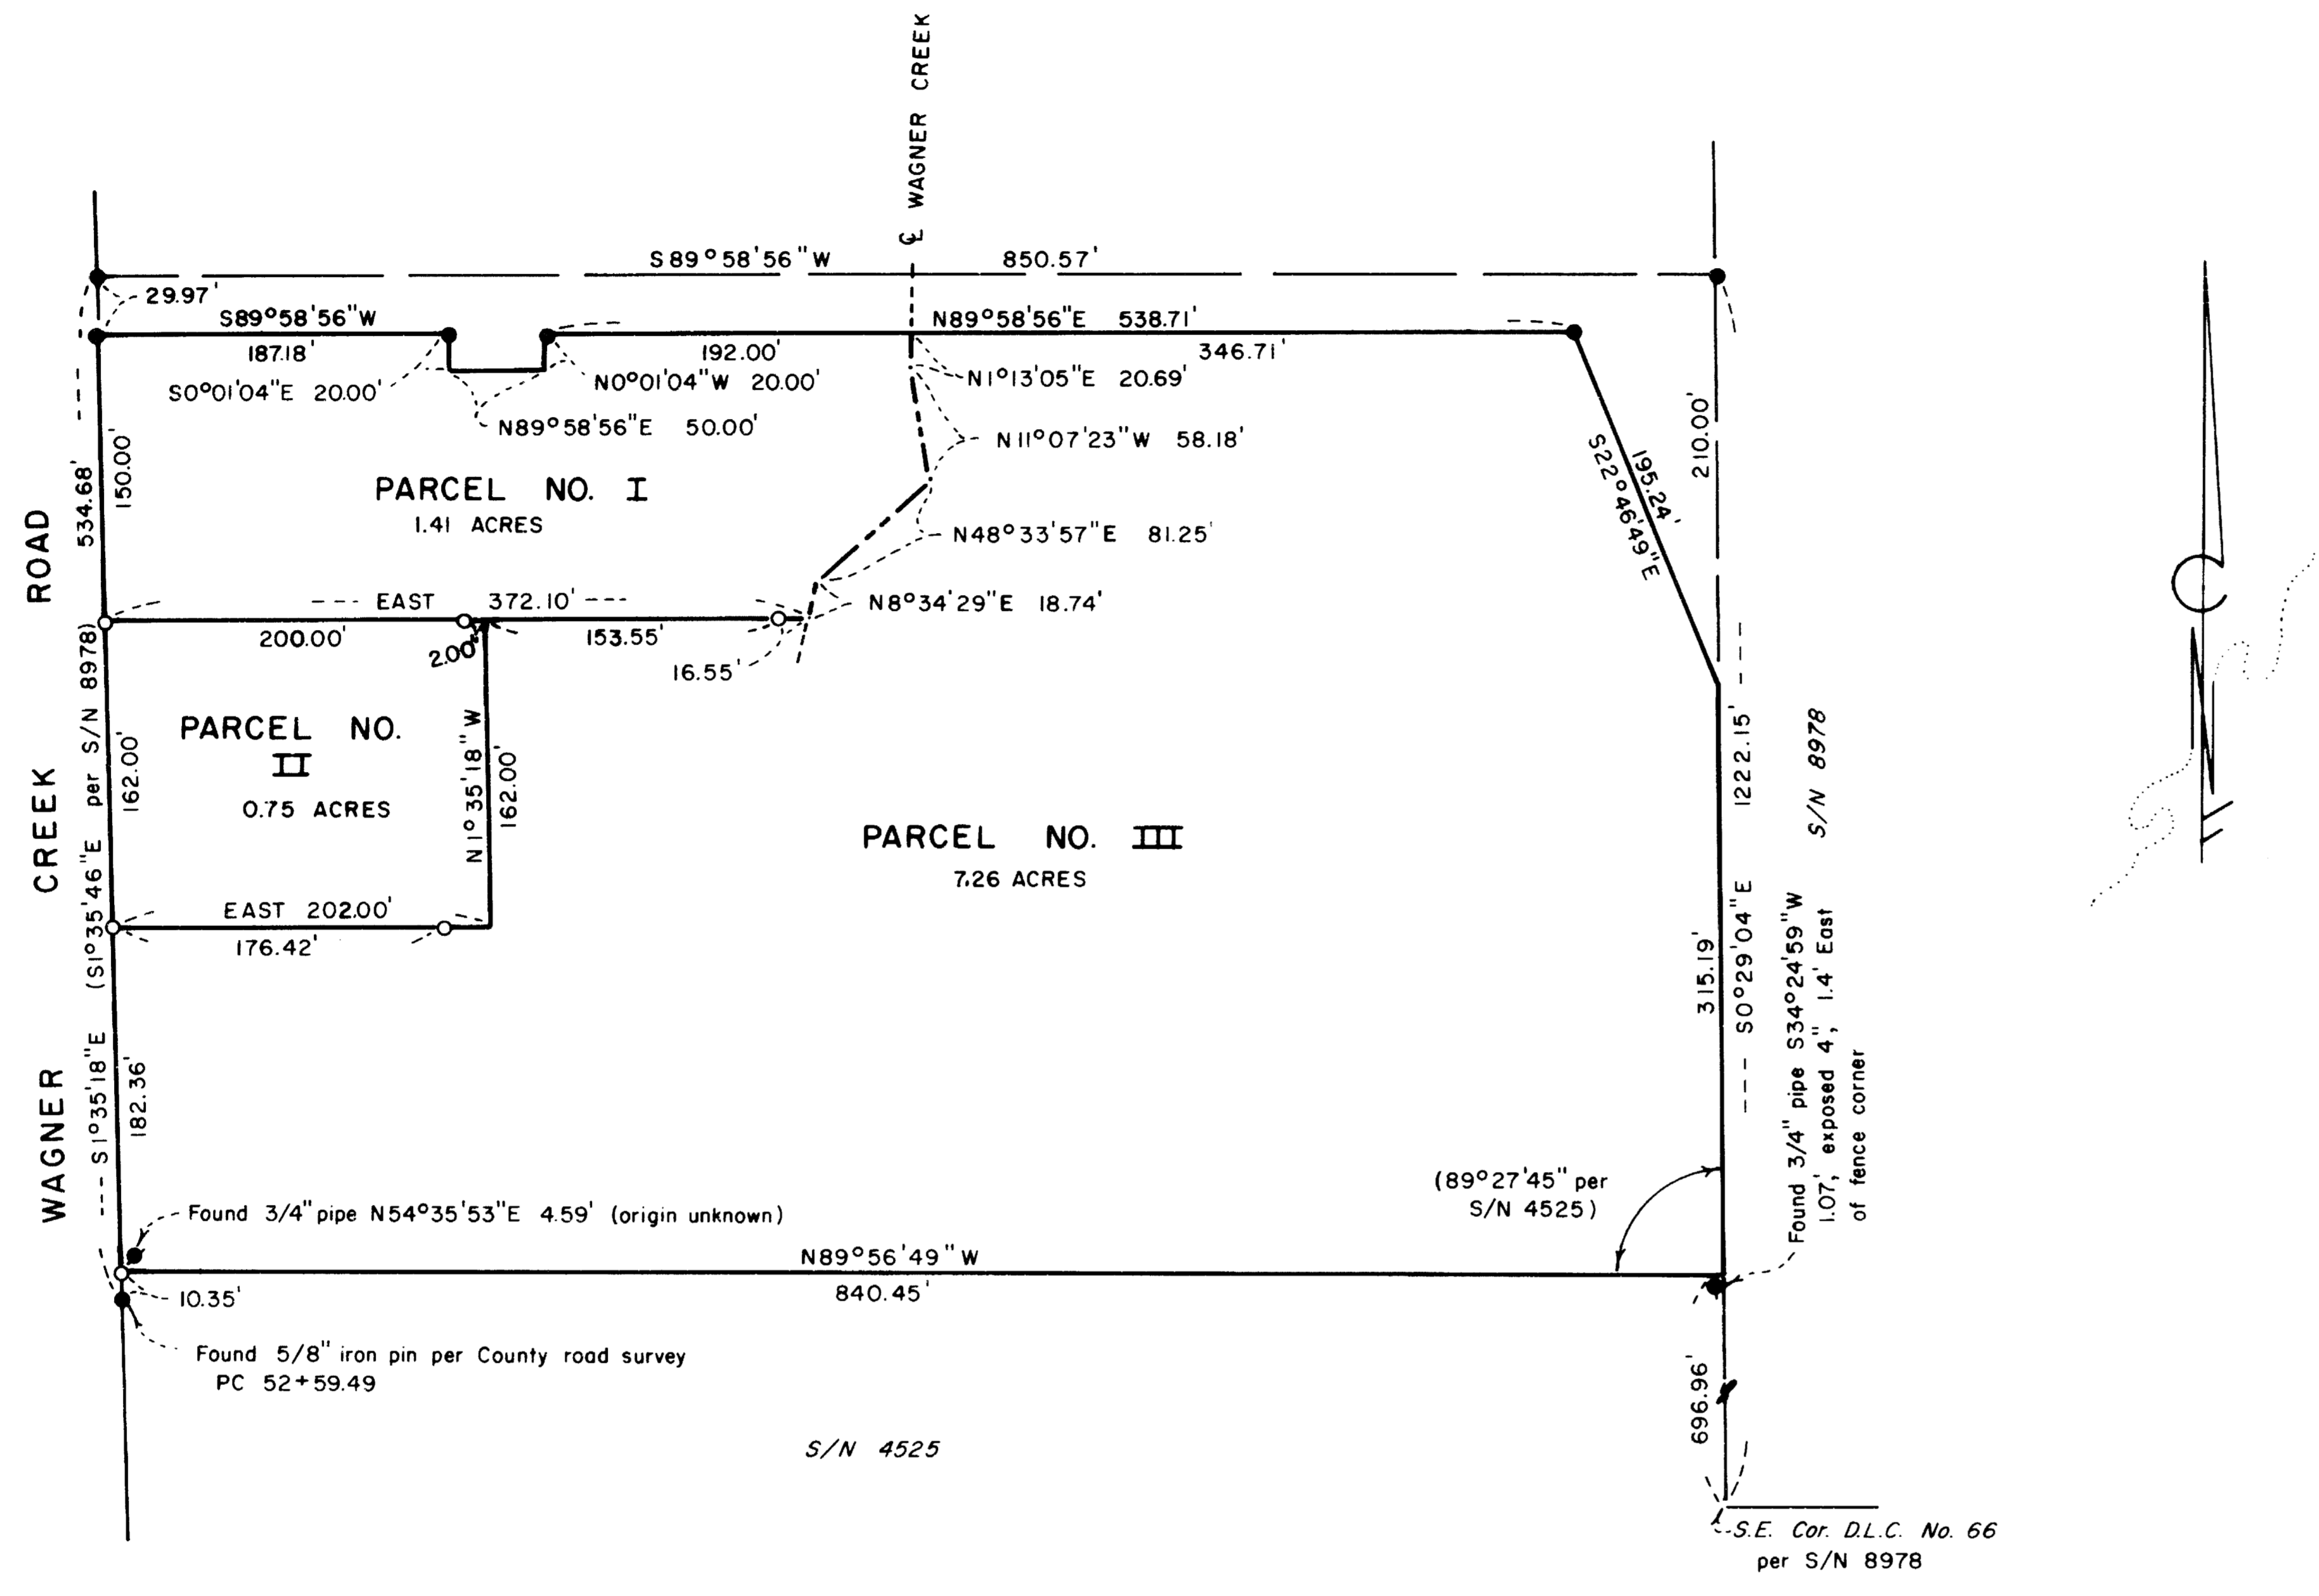 ℄ WAGNER CREEK
S89°58'56"W 850.57'
29.97'
S89°58'56"W
187.18'
N89°58'56"E 538.71'
192.00'
346.71'
S0°01'04"E 20.00'
N0°01'04"W 20.00'
N89°58'56"E 50.00'
N1°13'05"E 20.69'
N11°07'23"W 58.18'
N48°33'57"E 81.25'
N8°34'29"E 18.74'
195.24'
S22°46'49"E
210.00'
534.68'
150.00'
PARCEL NO. I
1.41 ACRES
EAST 372.10'
200.00'
2.00'
153.55'
16.55'
PARCEL NO.
II
0.75 ACRES
N1°35'18"W
162.00'
162.00'
EAST 202.00'
176.42'
PARCEL NO. III
7.26 ACRES
WAGNER CREEK ROAD
S1°35'18"E (S1°35'46"E per S/N 8978)
182.36'
1222.15'
S0°29'04"E
S/N 8978
315.19'
Found 3/4" pipe S34°24'59"W
1.07', exposed 4", 1.4' East
of fence corner
(89°27'45" per
S/N 4525)
Found 3/4" pipe N54°35'53"E 4.59' (origin unknown)
N89°56'49"W
840.45'
10.35'
Found 5/8" iron pin per County road survey
PC 52+59.49
S/N 4525
696.96'
S.E. Cor. D.L.C. No. 66
per S/N 8978